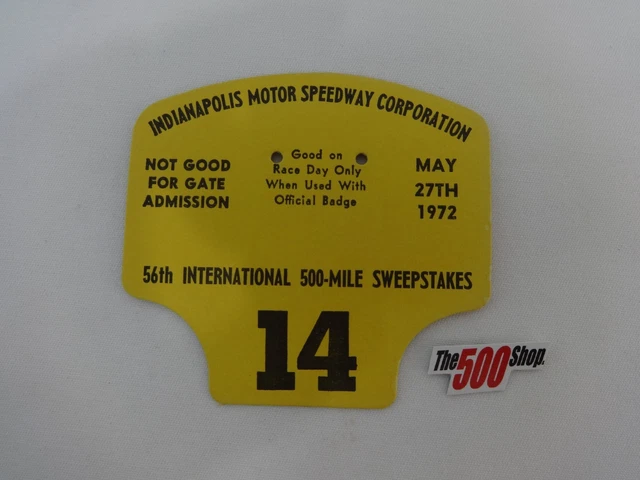 INDIANAPOLIS MOTOR SPEEDWAY CORPORATION
NOT GOOD
FOR GATE
ADMISSION
Good on
Race Day Only
When Used With
Official Badge
MAY
27TH
1972
56th INTERNATIONAL 500-MILE SWEEPSTAKES
14
The 500 Shop.